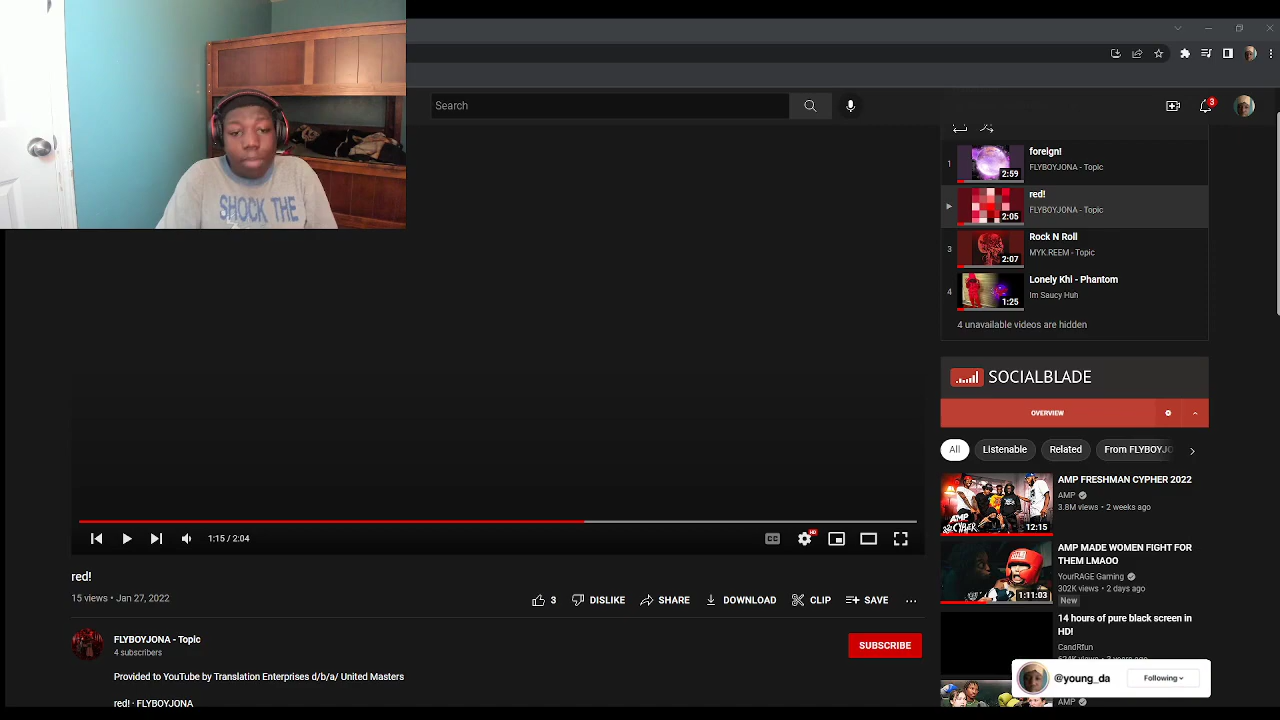 SHOCK THE
Search
3
1
foreIgn!
FLYBOYJONA - Topic
2:59
red!
FLYBOYJONA - Topic
2:05
3
Rock N Roll
MYK.REEM - Topic
2:07
4
Lonely Khi - Phantom
Im Saucy Huh
1:25
4 unavailable videos are hidden
SOCIALBLADE
OVERVIEW
All
Listenable
Related
From FLYBOYJO
AMP FRESHMAN CYPHER 2022
AMP
3.8M views • 2 weeks ago
12:15
AMP MADE WOMEN FIGHT FOR
THEM LMAOO
YourRAGE Gaming
302K views • 2 days ago
New
1:11:03
14 hours of pure black screen in
HD!
CandRfun
AMP
@young_da
Following
1:15 / 2:04
CC
HD
red!
15 views • Jan 27, 2022
3
DISLIKE
SHARE
DOWNLOAD
CLIP
SAVE
FLYBOYJONA - Topic
4 subscribers
SUBSCRIBE
Provided to YouTube by Translation Enterprises d/b/a/ United Masters
red! · FLYBOYJONA